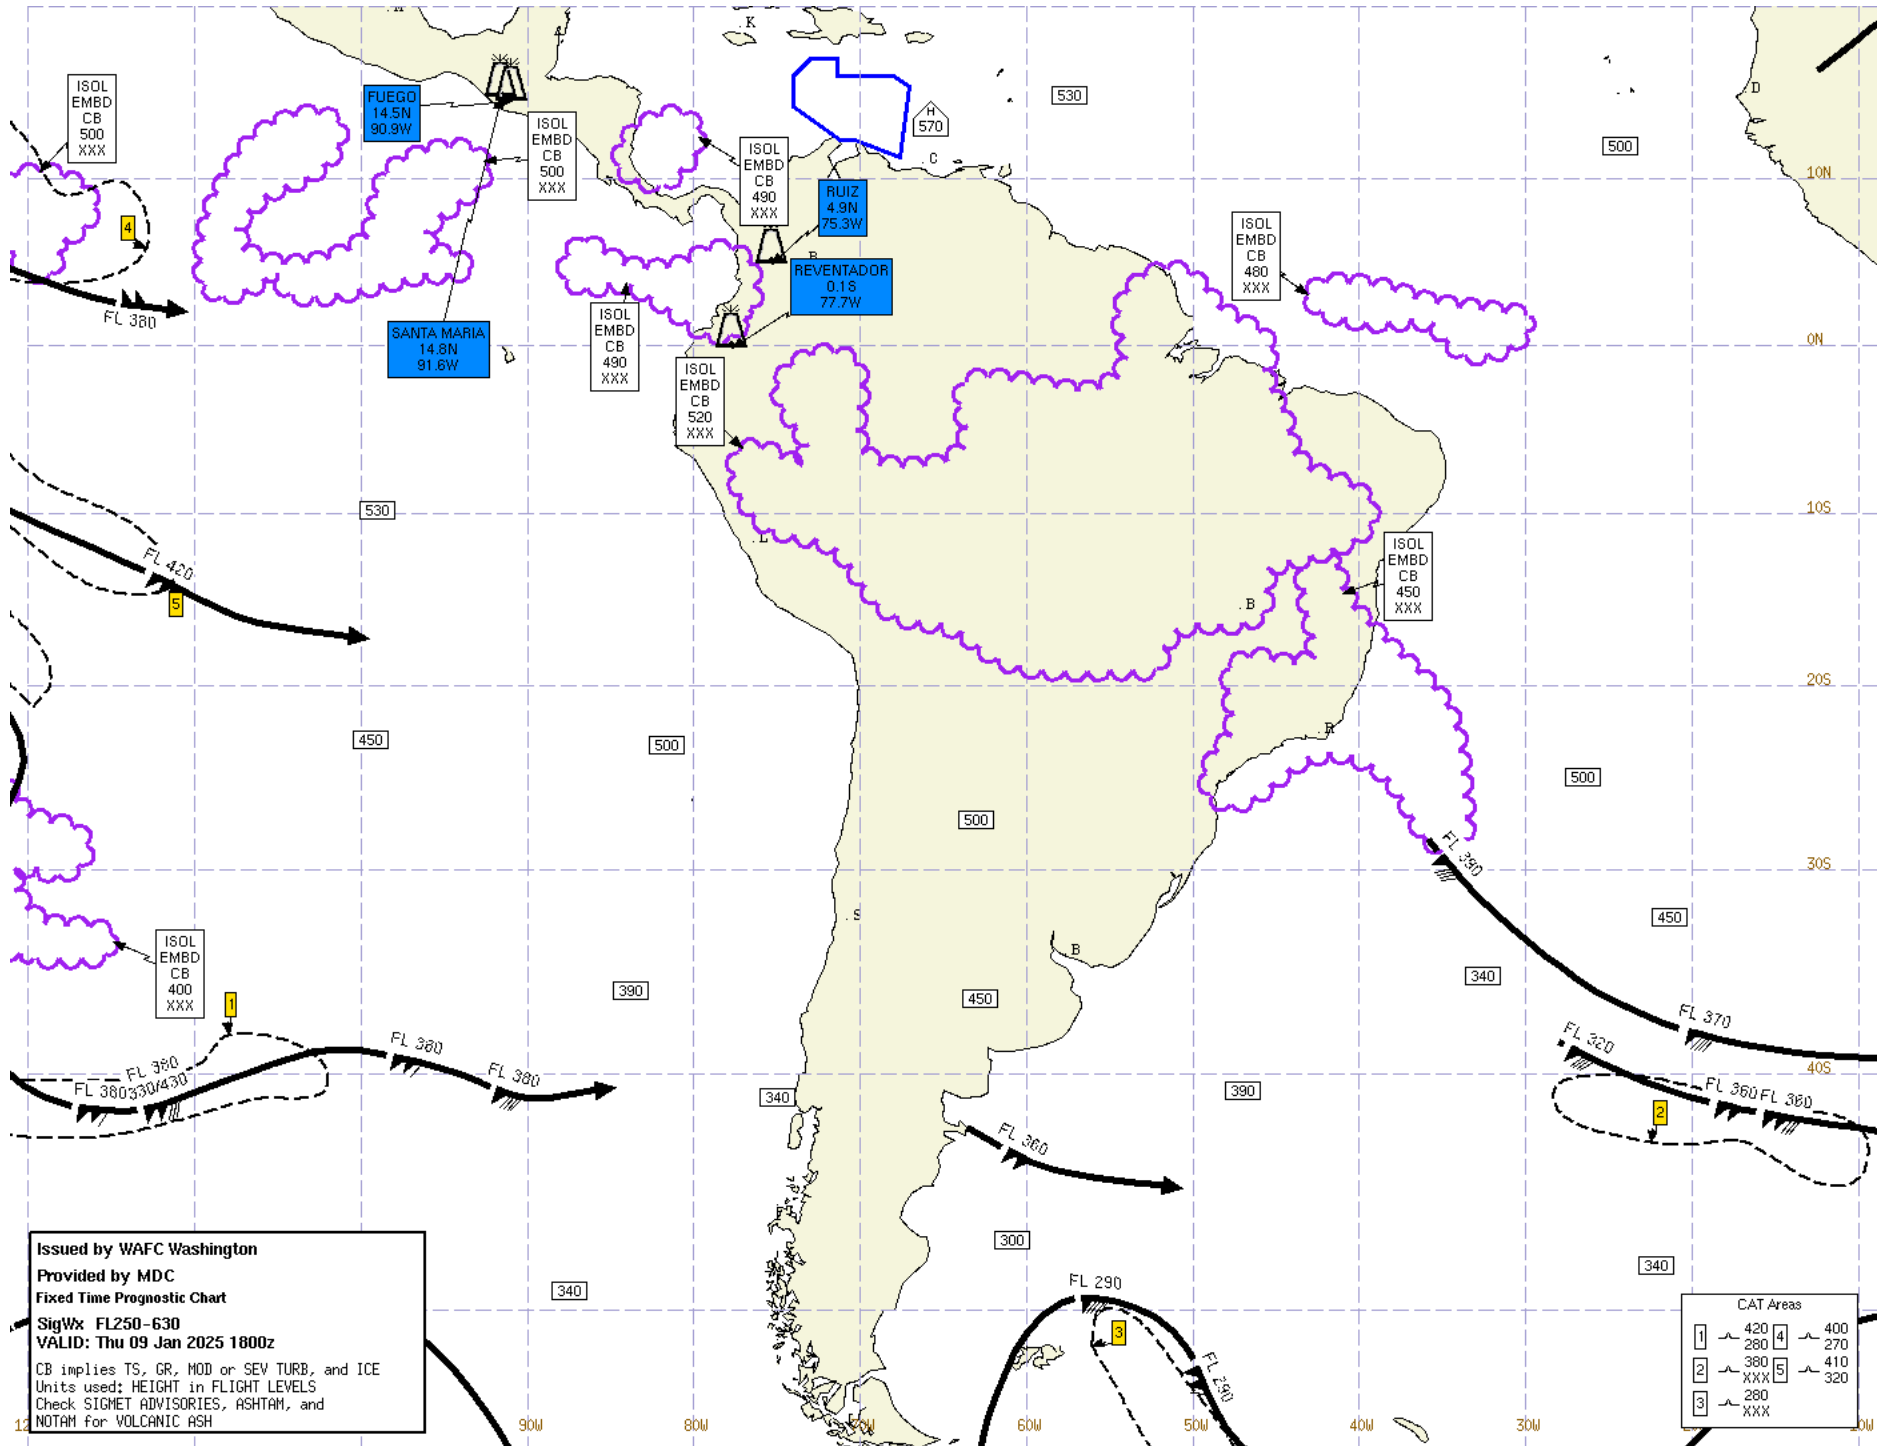 K
D
ISOL
EMBD
CB
500
XXX
FUEGO
14.5N
90.9W
530
H
570
ISOL
EMBD
CB
500
XXX
ISOL
EMBD
CB
490
XXX
500
C
10N
RUIZ
4.9N
75.3W
4
ISOL
EMBD
CB
480
XXX
REVENTADOR
0.1S
77.7W
FL 380
SANTA MARIA
14.8N
91.6W
ISOL
EMBD
CB
490
XXX
0N
ISOL
EMBD
CB
520
XXX
530
10S
L
ISOL
EMBD
CB
450
XXX
FL 420
5
B
20S
R
450
500
500
500
FL 390
30S
S
450
B
ISOL
EMBD
CB
400
XXX
340
390
450
1
FL 370
FL 320
FL 380
FL 380
FL 380
FL 380
330/430
40S
340
390
FL 360
FL 360
2
FL 360
300
340
340
FL 290
3
FL 290
Issued by WAFC Washington
Provided by MDC
Fixed Time Prognostic Chart
SigWx FL250-630
VALID: Thu 09 Jan 2025 1800z
CB implies TS, GR, MOD or SEV TURB, and ICE
Units used: HEIGHT in FLIGHT LEVELS
Check SIGMET ADVISORIES, ASHTAM, and
NOTAM for VOLCANIC ASH
CAT Areas
1 420 280 4 400 270
2 380 XXX 5 410 320
3 280 XXX
90W
80W
70W
60W
50W
40W
30W
20W
10W